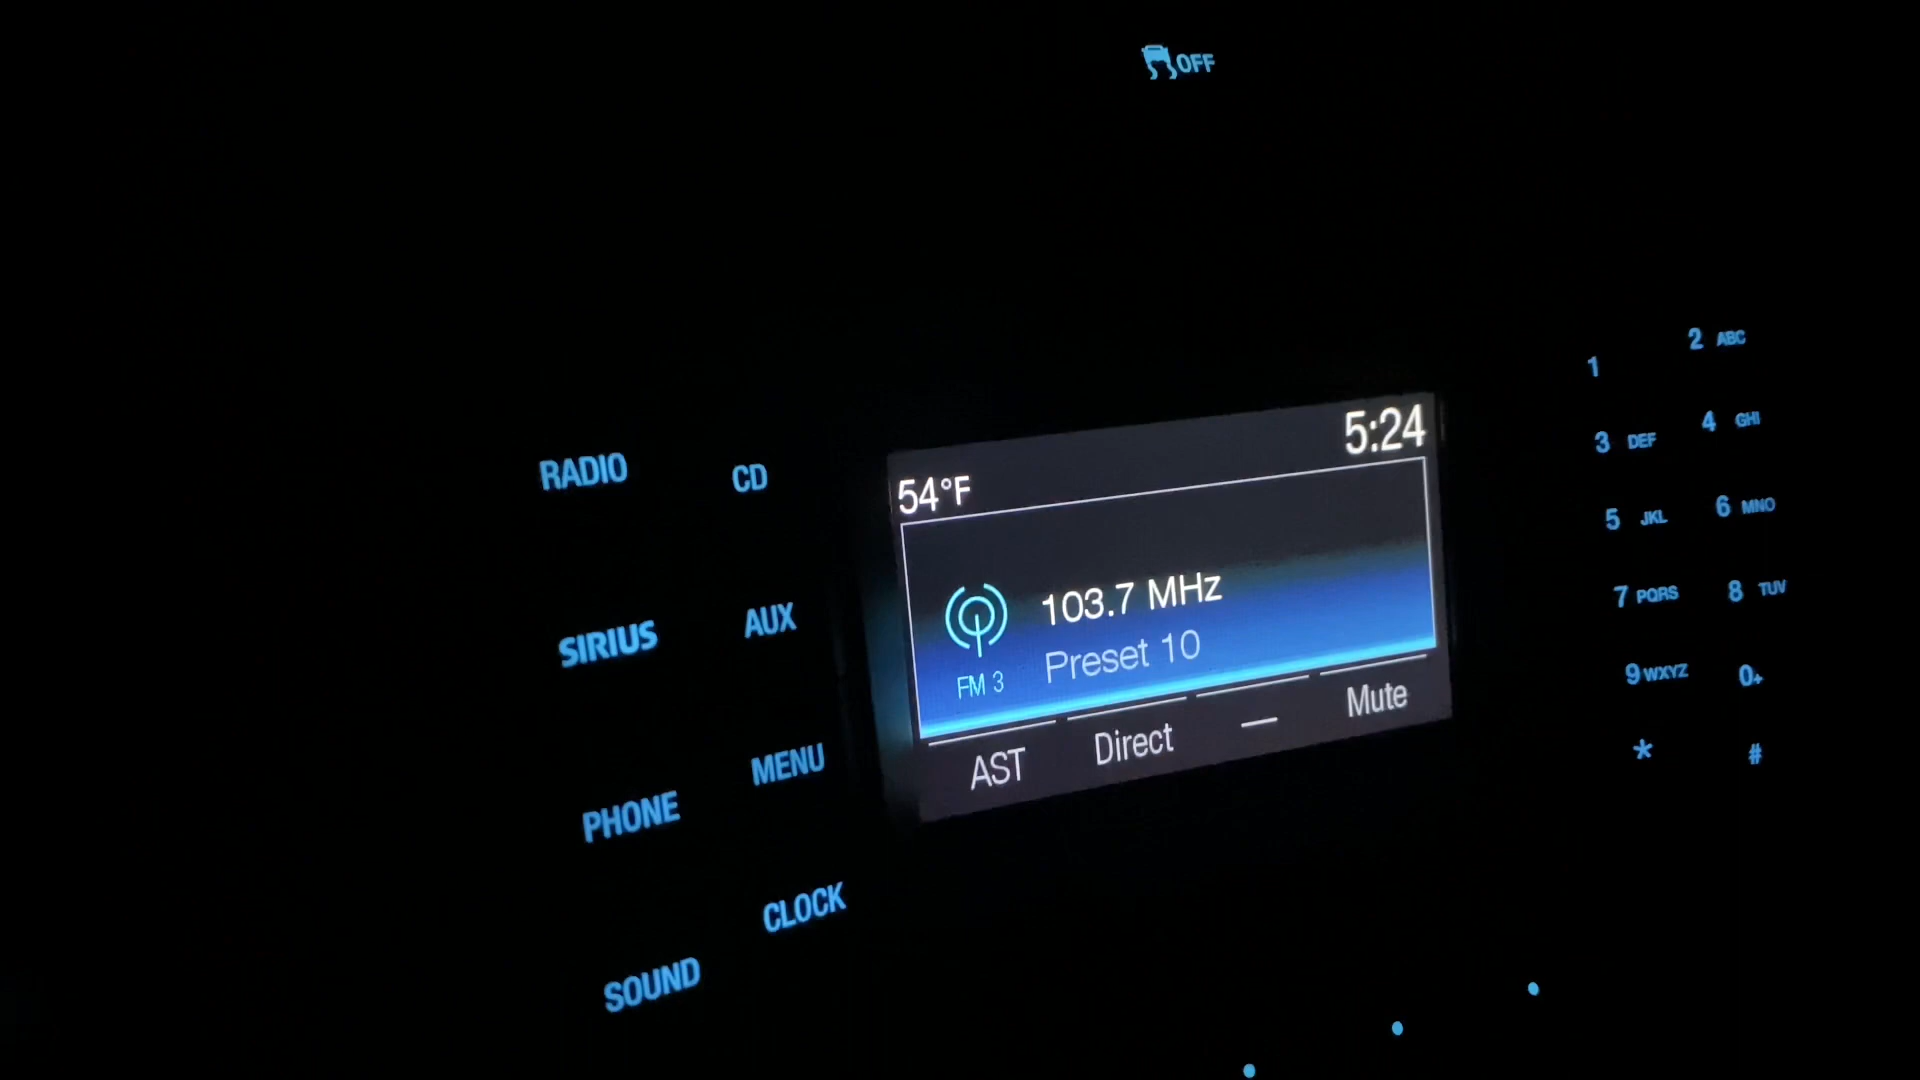 OFF
RADIO
CD
SIRIUS
AUX
PHONE
MENU
CLOCK
SOUND
54°F
5:24
103.7 MHz
FM 3
Preset 10
AST
Direct
—
Mute
1
2 ABC
3 DEF
4 GHI
5 JKL
6 MNO
7 PQRS
8 TUV
9 WXYZ
0+
*
#